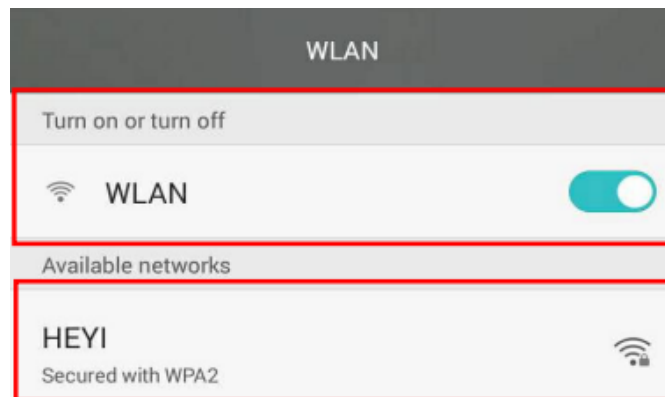 WLAN
Turn on or turn off
WLAN
Available networks
HEYI
Secured with WPA2